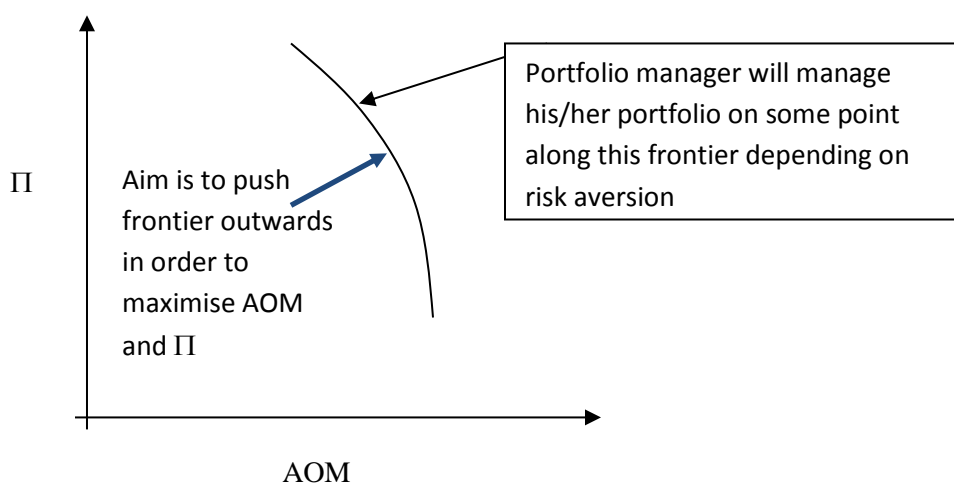 Portfolio manager will manage
his/her portfolio on some point
along this frontier depending on
risk aversion
Π
Aim is to push
frontier outwards
in order to
maximise AOM
and Π
AOM